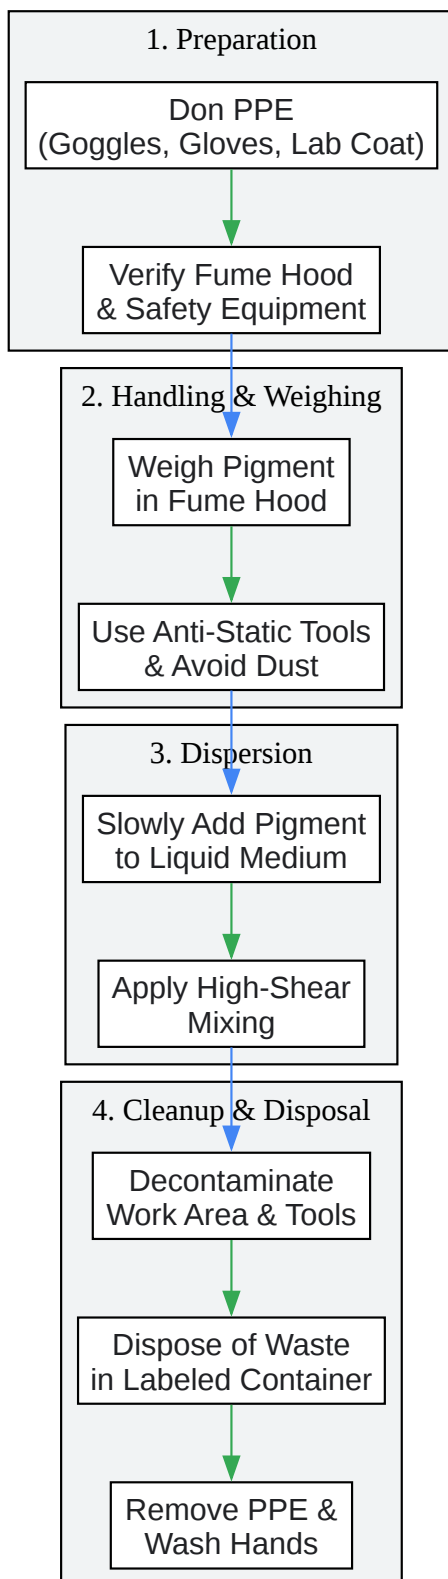 1. Preparation
Don PPE
(Goggles, Gloves, Lab Coat)
Verify Fume Hood
& Safety Equipment
2. Handling & Weighing
Weigh Pigment
in Fume Hood
Use Anti-Static Tools
& Avoid Dust
3. Dispersion
Slowly Add Pigment
to Liquid Medium
Apply High-Shear
Mixing
4. Cleanup & Disposal
Decontaminate
Work Area & Tools
Dispose of Waste
in Labeled Container
Remove PPE &
Wash Hands